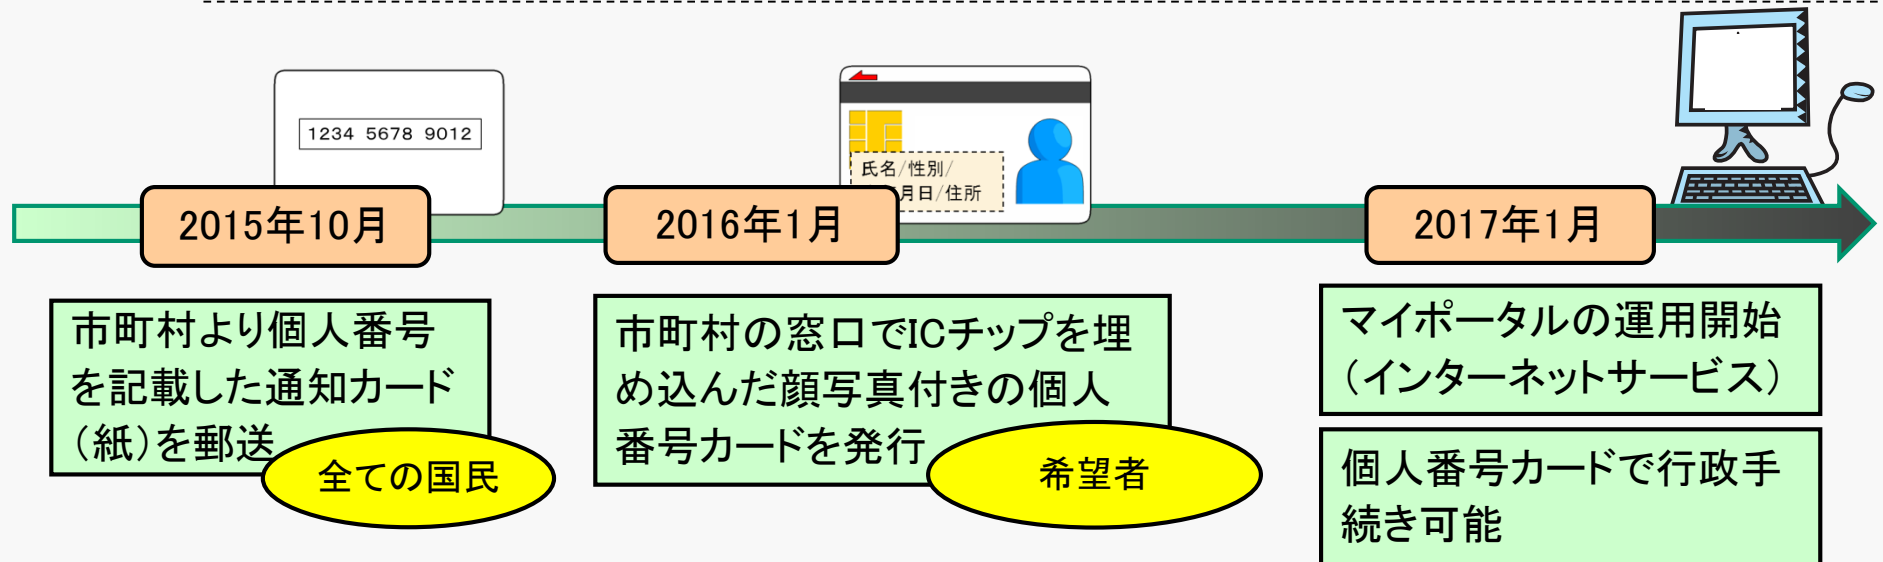 1234 5678 9012
氏名/性別/
月日/住所
2015年10月
2016年1月
2017年1月
市町村より個人番号
を記載した通知カード
（紙）を郵送
全ての国民
市町村の窓口でICチップを埋
め込んだ顔写真付きの個人
番号カードを発行
希望者
マイポータルの運用開始
（インターネットサービス）
個人番号カードで行政手
続き可能